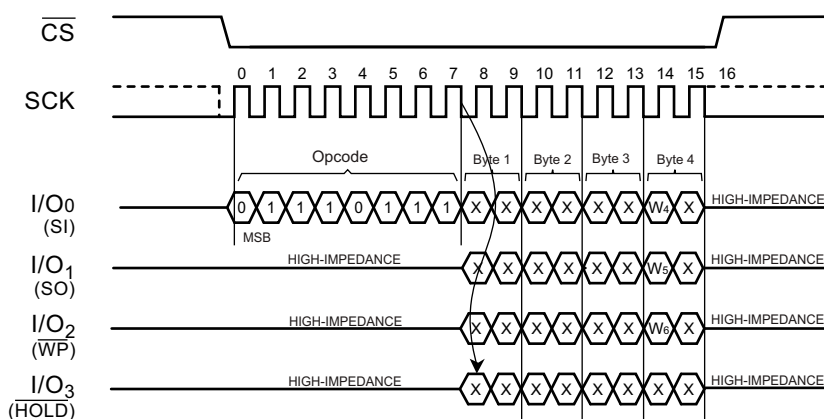 CS
0 1 2 3 4 5 6 7 8 9 10 11 12 13 14 15 16
SCK
Opcode Byte 1 Byte 2 Byte 3 Byte 4
I/O0 0 1 1 1 0 1 1 1 X X X X X X W4 X HIGH-IMPEDANCE
(SI)
MSB
I/O1 HIGH-IMPEDANCE X X X X X X W5 X HIGH-IMPEDANCE
(SO)
I/O2 HIGH-IMPEDANCE X X X X X X W6 X HIGH-IMPEDANCE
(WP)
I/O3 HIGH-IMPEDANCE X X X X X X X X HIGH-IMPEDANCE
(HOLD)